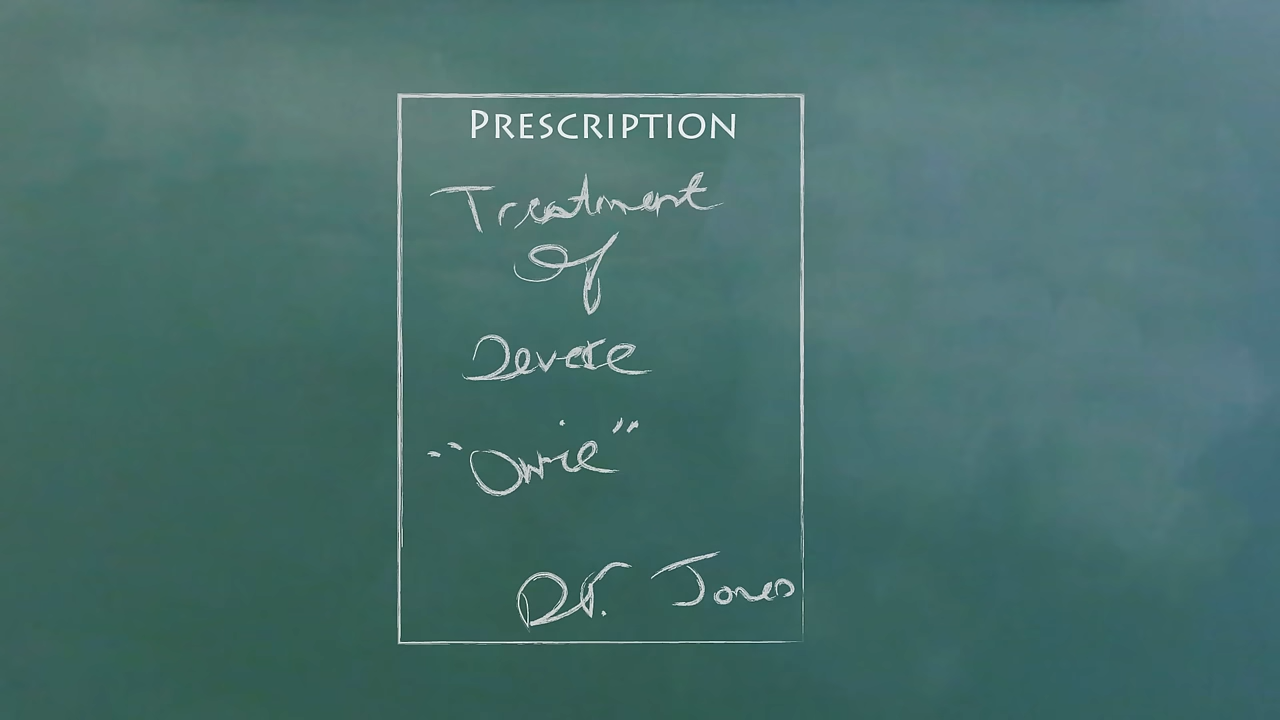 PRESCRIPTION
Treatment
Of
Severe
"Owie"
Dr. Jones